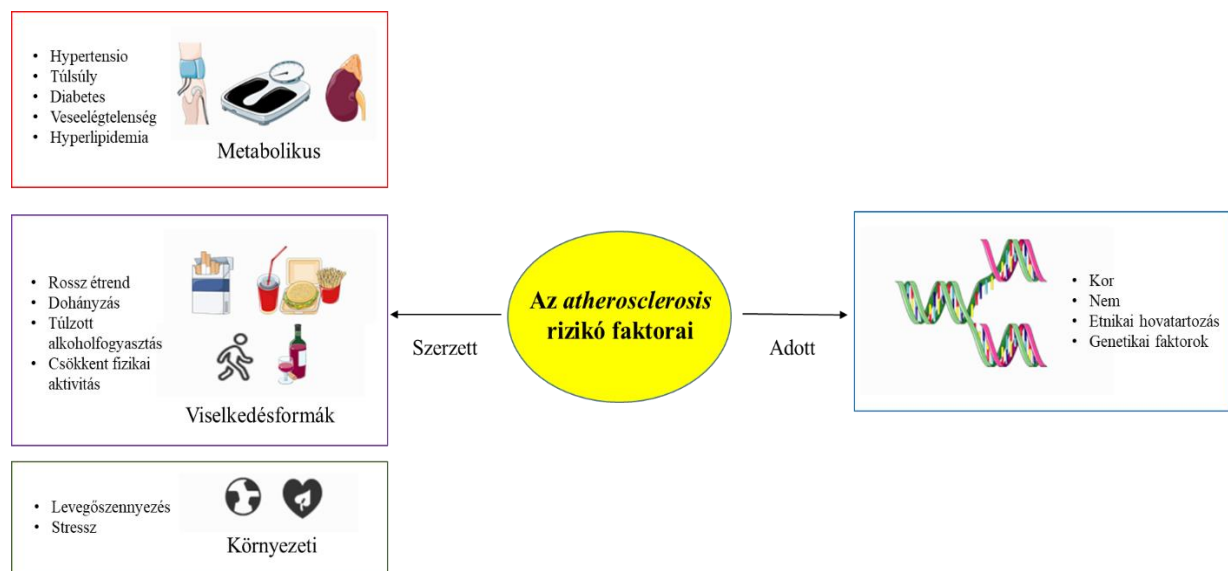 • Hypertensio
• Túlsúly
• Diabetes
• Veseelégtelenség
• Hyperlipidemia
Metabolikus
• Rossz étrend
• Dohányzás
• Túlzott
alkoholfogyasztás
• Csökkent fizikai
aktivitás
Viselkedésformák
• Levegőszennyezés
• Stressz
Környezeti
Szerzett
Az atherosclerosis
rizikó faktorai
Adott
• Kor
• Nem
• Etnikai hovatartozás
• Genetikai faktorok